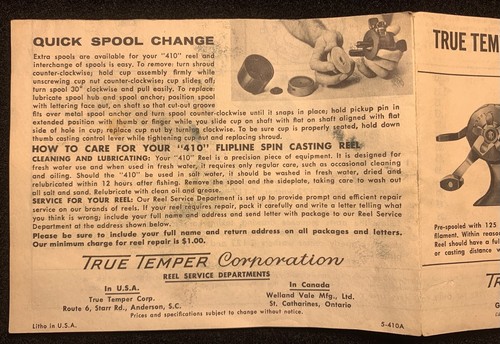 QUICK SPOOL CHANGE
Extra spools are available for your "410" reel and
interchange of spools is easy. To remove: turn shroud
counter-clockwise; hold cup assembly firmly while
unscrewing cup nut counter-clockwise; cup slides off;
turn spool 30° clockwise and pull easily. To replace:
lubricate spool hub and spool anchor; position spool
with lettering face out, on shaft so that cut-out groove
fits over metal spool anchor and turn spool counter-clockwise until it snaps in place; hold pickup pin in
extended position with thumb or finger while you slide cup on shaft with flat on shaft aligned with flat
side of hole in cup; replace cup nut by turning clockwise. To be sure cup is properly seated, hold down
thumb casting control lever while tightening cup nut and replacing shroud.
HOW TO CARE FOR YOUR "410" FLIPLINE SPIN CASTING REEL
CLEANING AND LUBRICATING: Your "410" Reel is a precision piece of equipment. It is designed for
fresh water use and when used in fresh water, it requires only regular care, such as occasional cleaning
and oiling. Should the "410" be used in salt water, it should be washed in fresh water, dried and
relubricated within 12 hours after fishing. Remove the spool and the sideplate, taking care to wash out
all salt and sand. Relubricate with clean oil and grease.
SERVICE FOR YOUR REEL: Our Reel Service Department is set up to provide prompt and efficient repair
service on our brands of reels. If your reel requires repair, pack it carefully and write a letter telling what
you think is wrong; include your full name and address and send letter with package to our Reel Service
Department at the address shown below.
Please be sure to include your full name and return address on all packages and letters.
Our minimum charge for reel repair is $1.00.
TRUE TEMPER Corporation
REEL SERVICE DEPARTMENTS
In U.S.A.
True Temper Corp.
Route 6, Starr Rd., Anderson, S.C.
In Canada
Welland Vale Mfg., Ltd.
St. Catharines, Ontario
Prices and specifications subject to change without notice.
Litho in U.S.A.
5-410A
TRUE TEM
Pre-spooled with 125
filament. Within reason
Reel should have a ful
or casting distance w